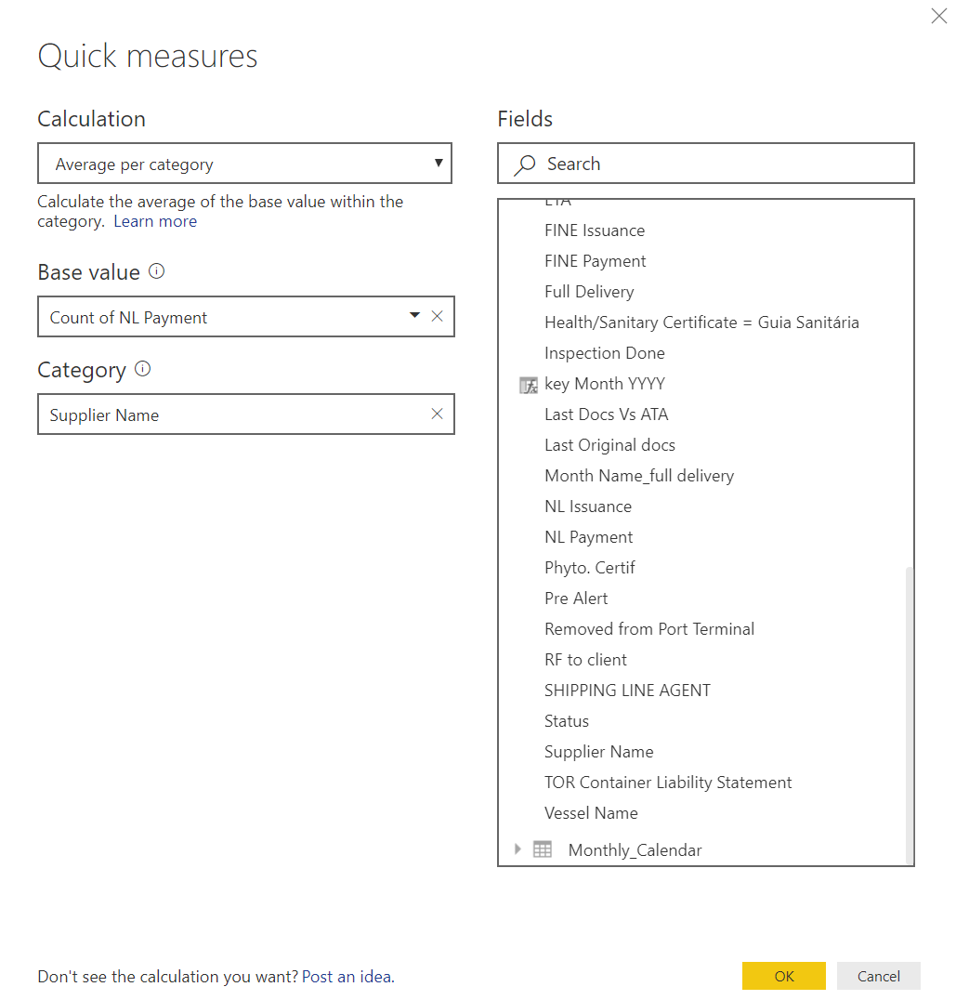 Quick measures
Calculation
Average per category
Calculate the average of the base value within the
category. Learn more
Base value
Count of NL Payment
Category
Supplier Name
Fields
Search
ETA
FINE Issuance
FINE Payment
Full Delivery
Health/Sanitary Certificate = Guia Sanitária
Inspection Done
key Month YYYY
Last Docs Vs ATA
Last Original docs
Month Name_full delivery
NL Issuance
NL Payment
Phyto. Certif
Pre Alert
Removed from Port Terminal
RF to client
SHIPPING LINE AGENT
Status
Supplier Name
TOR Container Liability Statement
Vessel Name
Monthly_Calendar
Don't see the calculation you want? Post an idea.
OK
Cancel